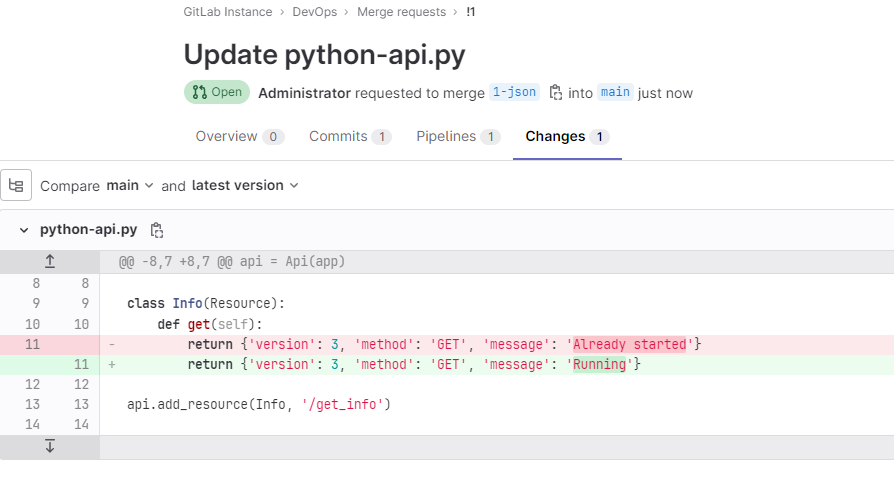 GitLab Instance › DevOps › Merge requests › !1
Update python-api.py
Open Administrator requested to merge 1-json into main just now
Overview 0 Commits 1 Pipelines 1 Changes 1
Compare main and latest version
python-api.py
@@ -8,7 +8,7 @@ api = Api(app)
8 8
9 9 class Info(Resource):
10 10 def get(self):
11 - return {'version': 3, 'method': 'GET', 'message': 'Already started'}
11 + return {'version': 3, 'method': 'GET', 'message': 'Running'}
12 12
13 13 api.add_resource(Info, '/get_info')
14 14